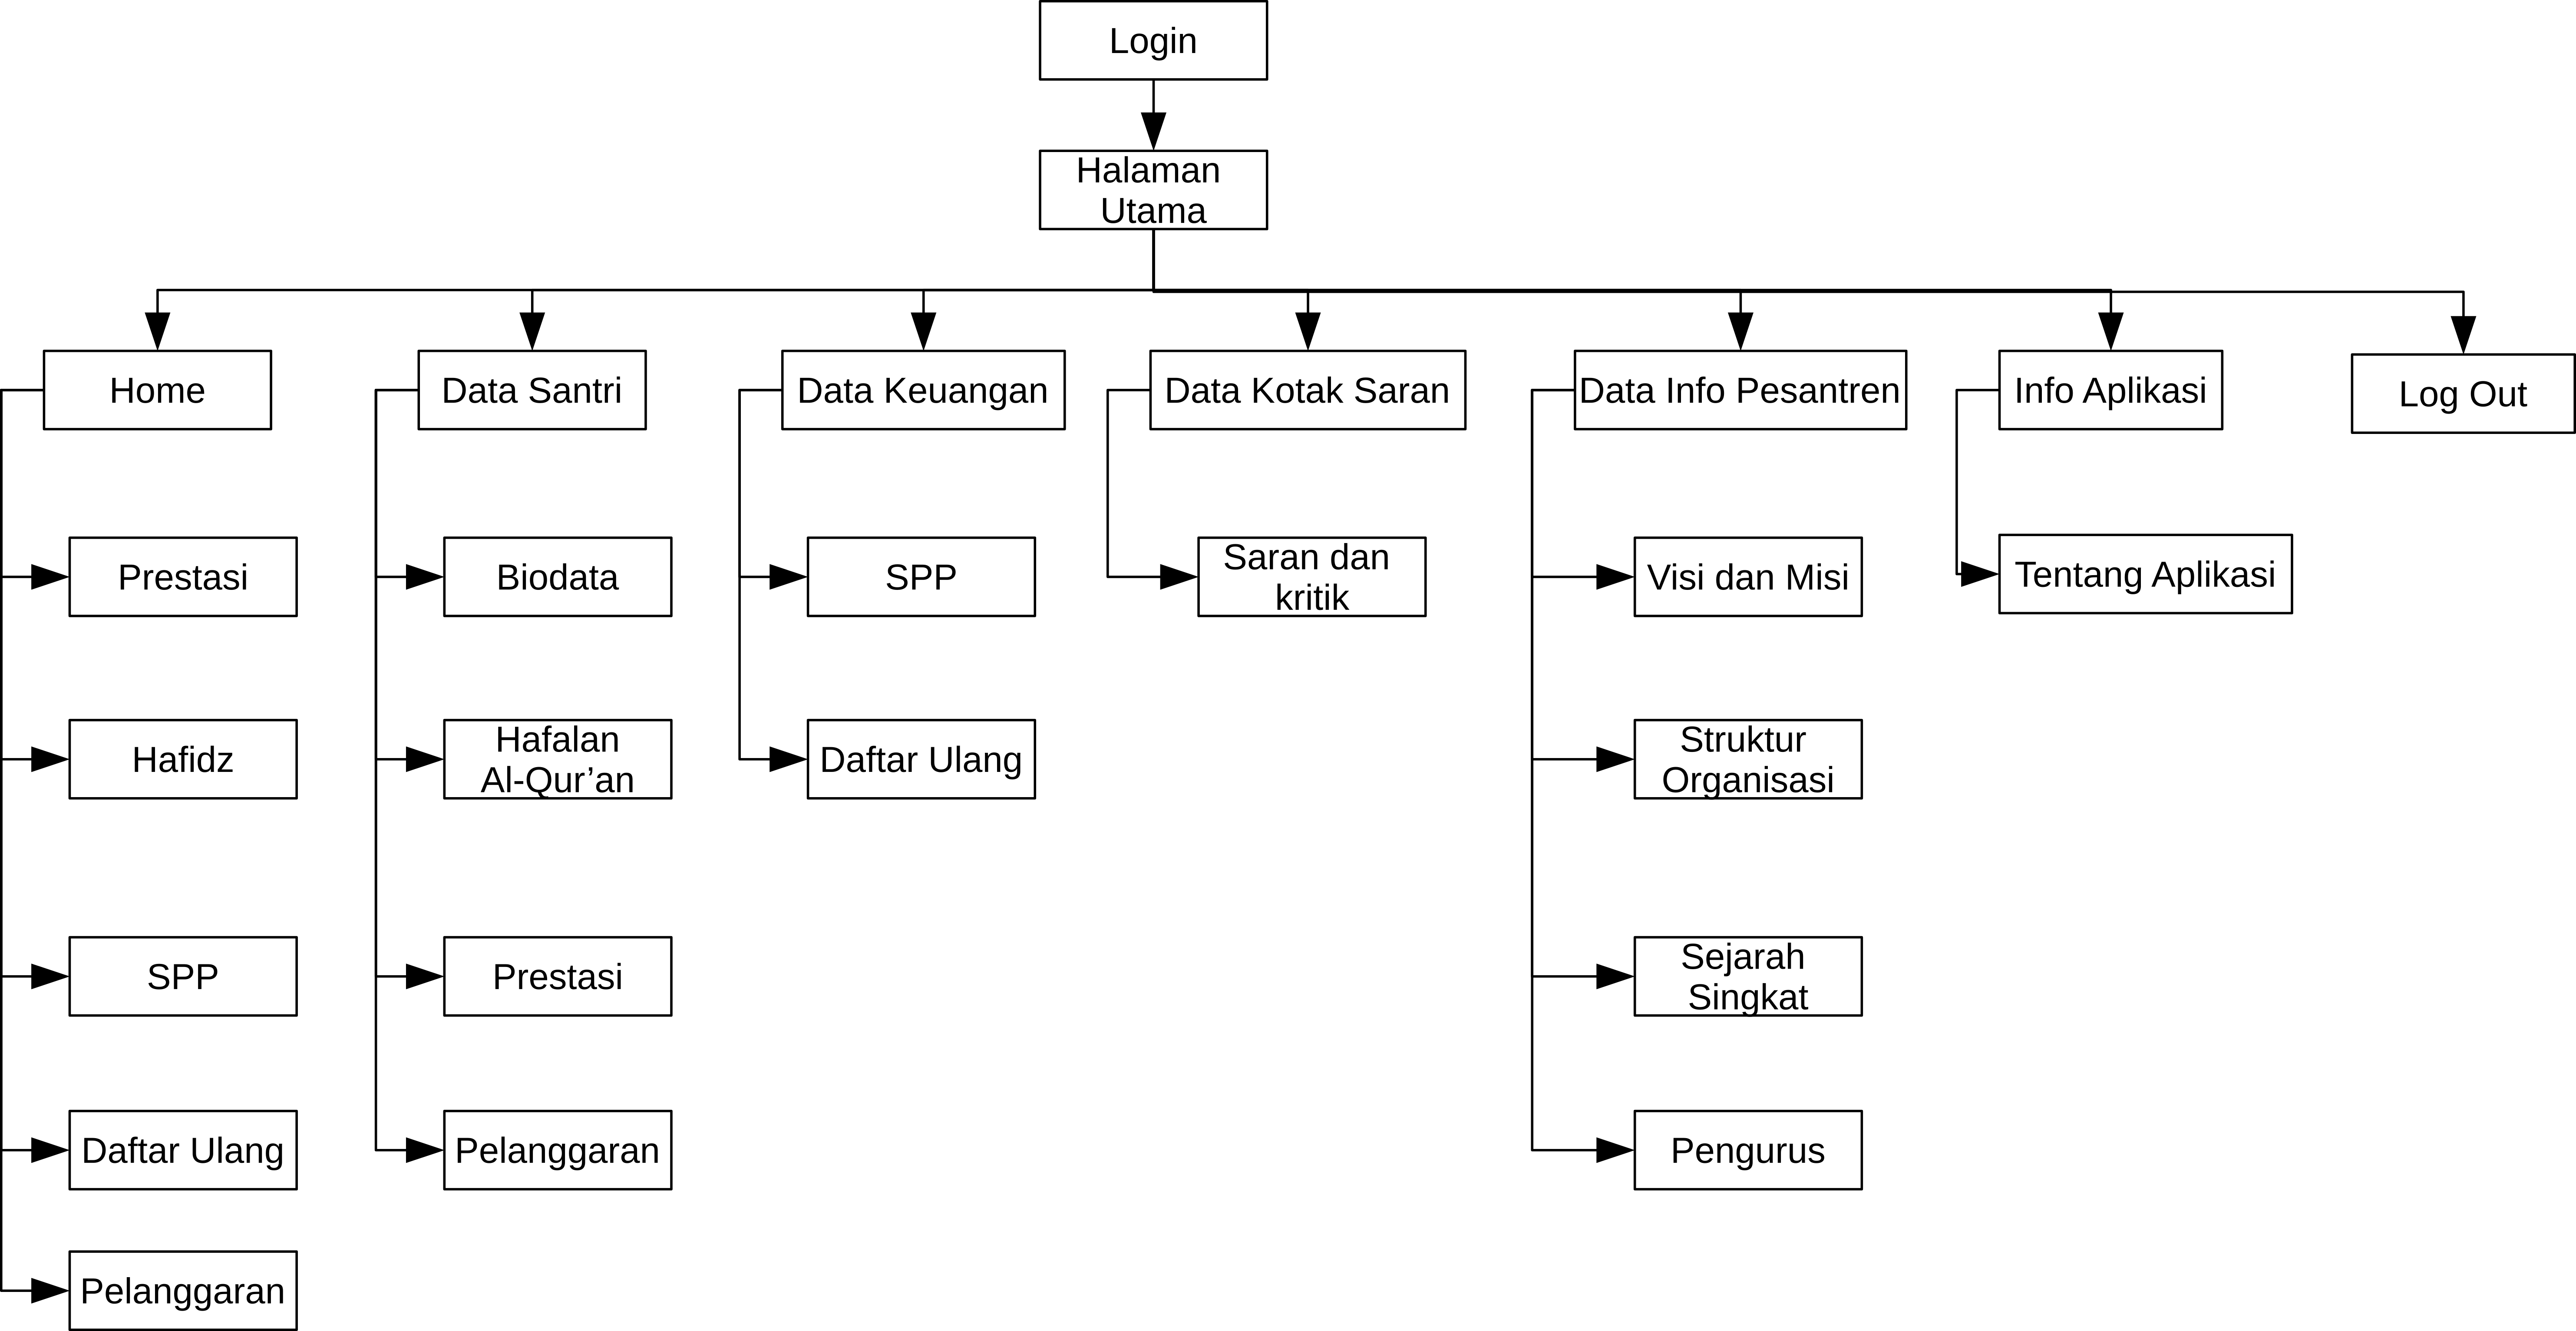 Login
Halaman
Utama
Home
Data Santri
Data Keuangan
Data Kotak Saran
Data Info Pesantren
Info Aplikasi
Log Out
Prestasi
Biodata
SPP
Saran dan
kritik
Visi dan Misi
Tentang Aplikasi
Hafidz
Hafalan
Al-Qur’an
Daftar Ulang
Struktur
Organisasi
SPP
Prestasi
Sejarah
Singkat
Daftar Ulang
Pelanggaran
Pengurus
Pelanggaran